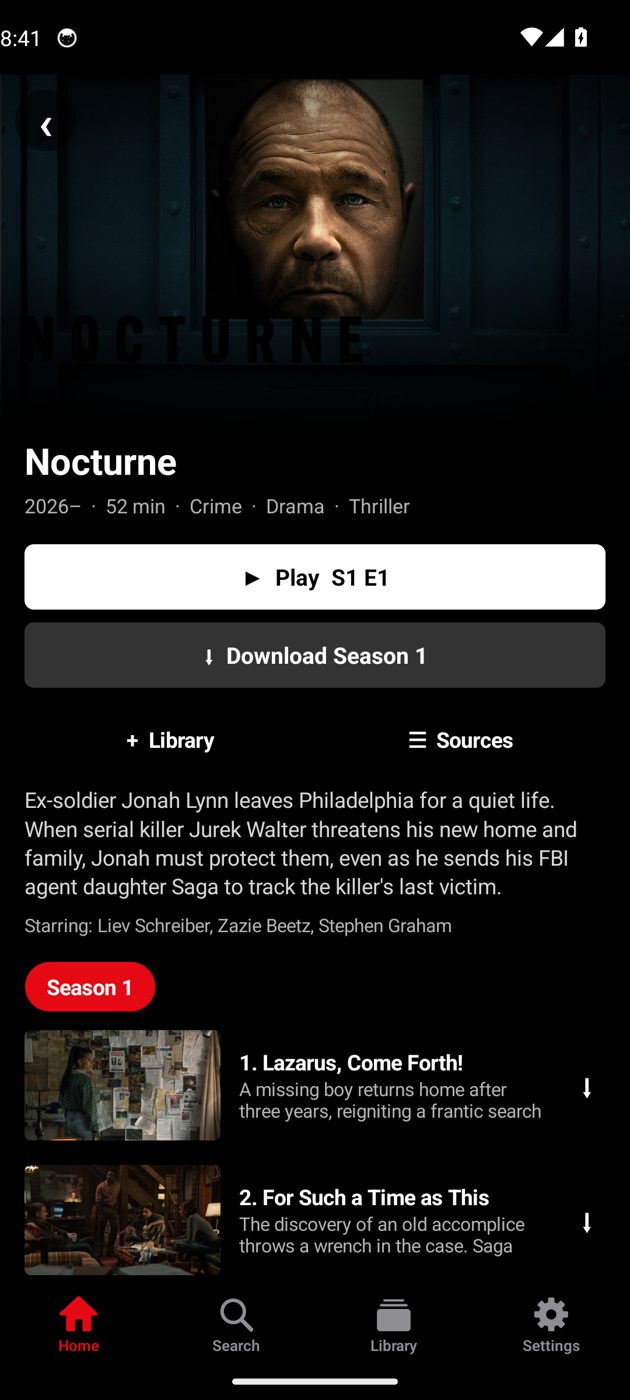 8:41
NOCTURNE
Nocturne
2026– · 52 min · Crime · Drama · Thriller
▶ Play S1 E1
⭳ Download Season 1
+ Library
☰ Sources
Ex-soldier Jonah Lynn leaves Philadelphia for a quiet life.
When serial killer Jurek Walter threatens his new home and
family, Jonah must protect them, even as he sends his FBI
agent daughter Saga to track the killer's last victim.
Starring: Liev Schreiber, Zazie Beetz, Stephen Graham
Season 1
1. Lazarus, Come Forth!
A missing boy returns home after
three years, reigniting a frantic search
2. For Such a Time as This
The discovery of an old accomplice
throws a wrench in the case. Saga
Home
Search
Library
Settings